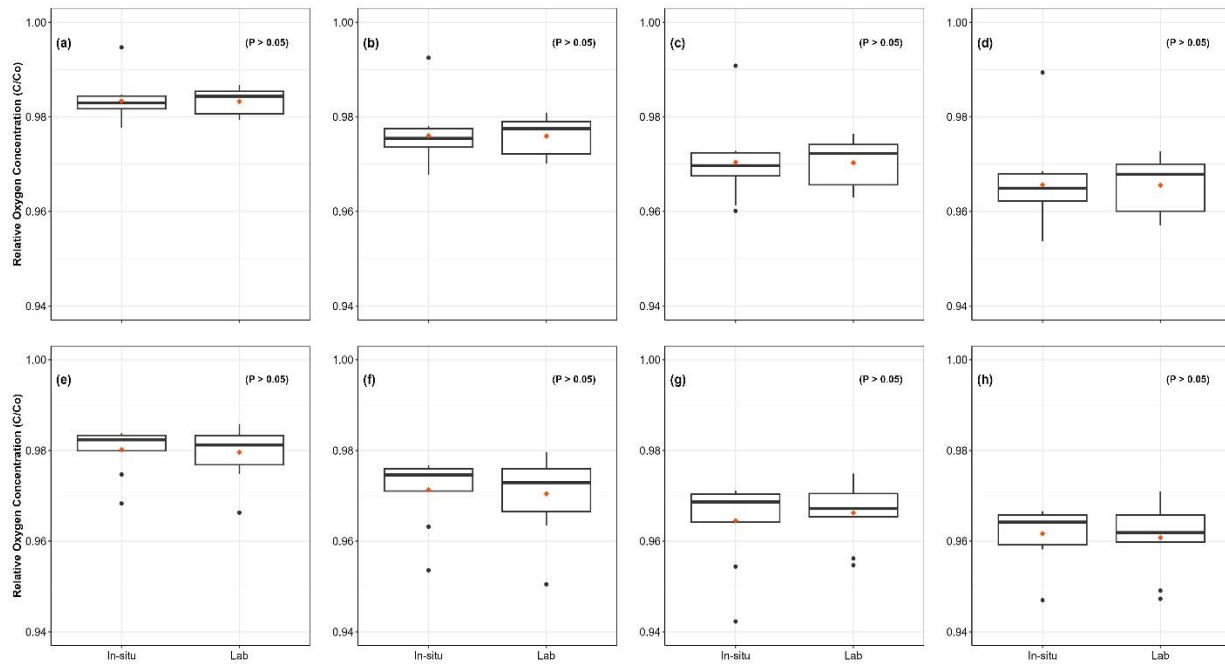 1.00
(a)
(P > 0.05)
0.98
0.96
0.94
Relative Oxygen Concentration (C/Co)
1.00
(b)
(P > 0.05)
0.98
0.96
0.94
1.00
(c)
(P > 0.05)
0.98
0.96
0.94
1.00
(d)
(P > 0.05)
0.98
0.96
0.94
1.00
(e)
(P > 0.05)
0.98
0.96
0.94
Relative Oxygen Concentration (C/Co)
In-situ
Lab
1.00
(f)
(P > 0.05)
0.98
0.96
0.94
In-situ
Lab
1.00
(g)
(P > 0.05)
0.98
0.96
0.94
In-situ
Lab
1.00
(h)
(P > 0.05)
0.98
0.96
0.94
In-situ
Lab